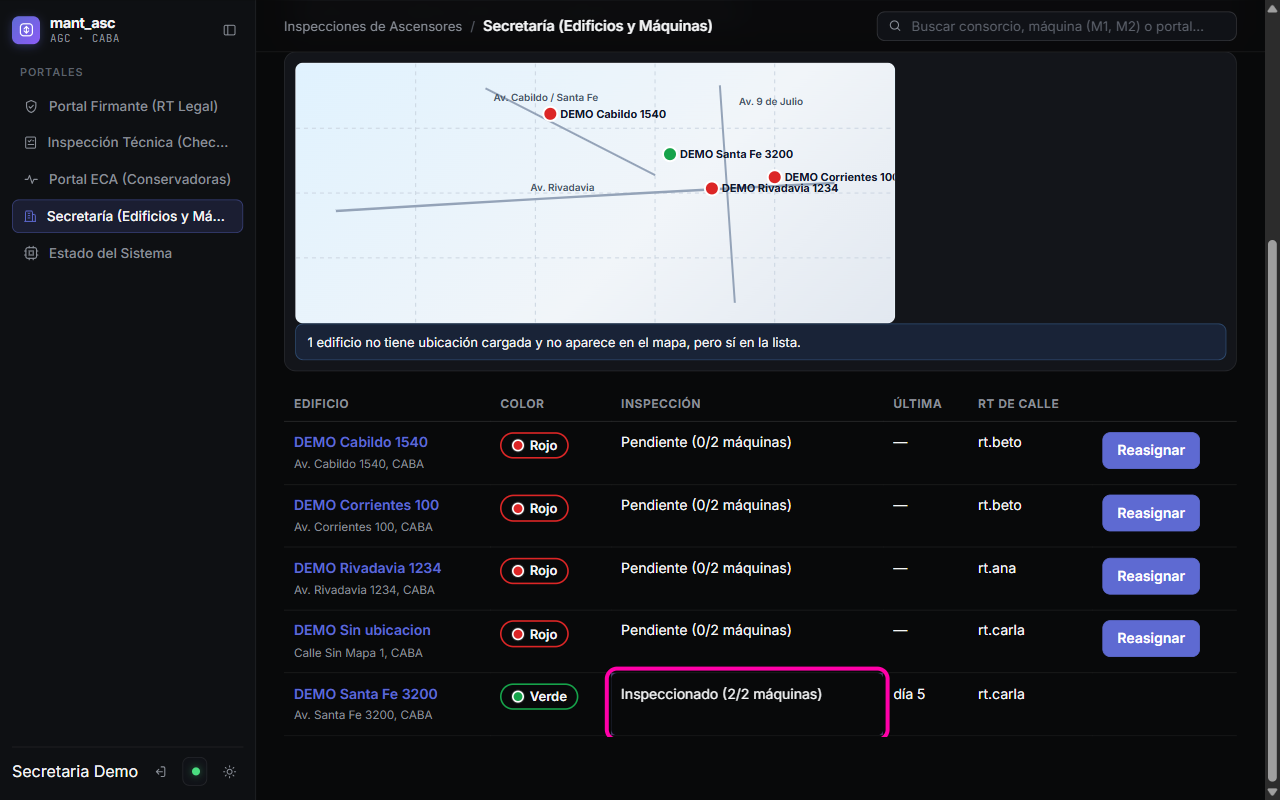 mant_asc
AGC · CABA
PORTALES
Portal Firmante (RT Legal)
Inspección Técnica (Chec...
Portal ECA (Conservadoras)
Secretaría (Edificios y Má...
Estado del Sistema
Secretaria Demo
Inspecciones de Ascensores / Secretaría (Edificios y Máquinas)
Buscar consorcio, máquina (M1, M2) o portal...
Av. Cabildo / Santa Fe
DEMO Cabildo 1540
Av. 9 de Julio
DEMO Santa Fe 3200
DEMO Corrientes 100
Av. Rivadavia
DEMO Rivadavia 1234
1 edificio no tiene ubicación cargada y no aparece en el mapa, pero sí en la lista.
EDIFICIO COLOR INSPECCIÓN ÚLTIMA RT DE CALLE
DEMO Cabildo 1540 Rojo Pendiente (0/2 máquinas) — rt.beto Reasignar
Av. Cabildo 1540, CABA
DEMO Corrientes 100 Rojo Pendiente (0/2 máquinas) — rt.beto Reasignar
Av. Corrientes 100, CABA
DEMO Rivadavia 1234 Rojo Pendiente (0/2 máquinas) — rt.ana Reasignar
Av. Rivadavia 1234, CABA
DEMO Sin ubicacion Rojo Pendiente (0/2 máquinas) — rt.carla Reasignar
Calle Sin Mapa 1, CABA
DEMO Santa Fe 3200 Verde Inspeccionado (2/2 máquinas) día 5 rt.carla
Av. Santa Fe 3200, CABA